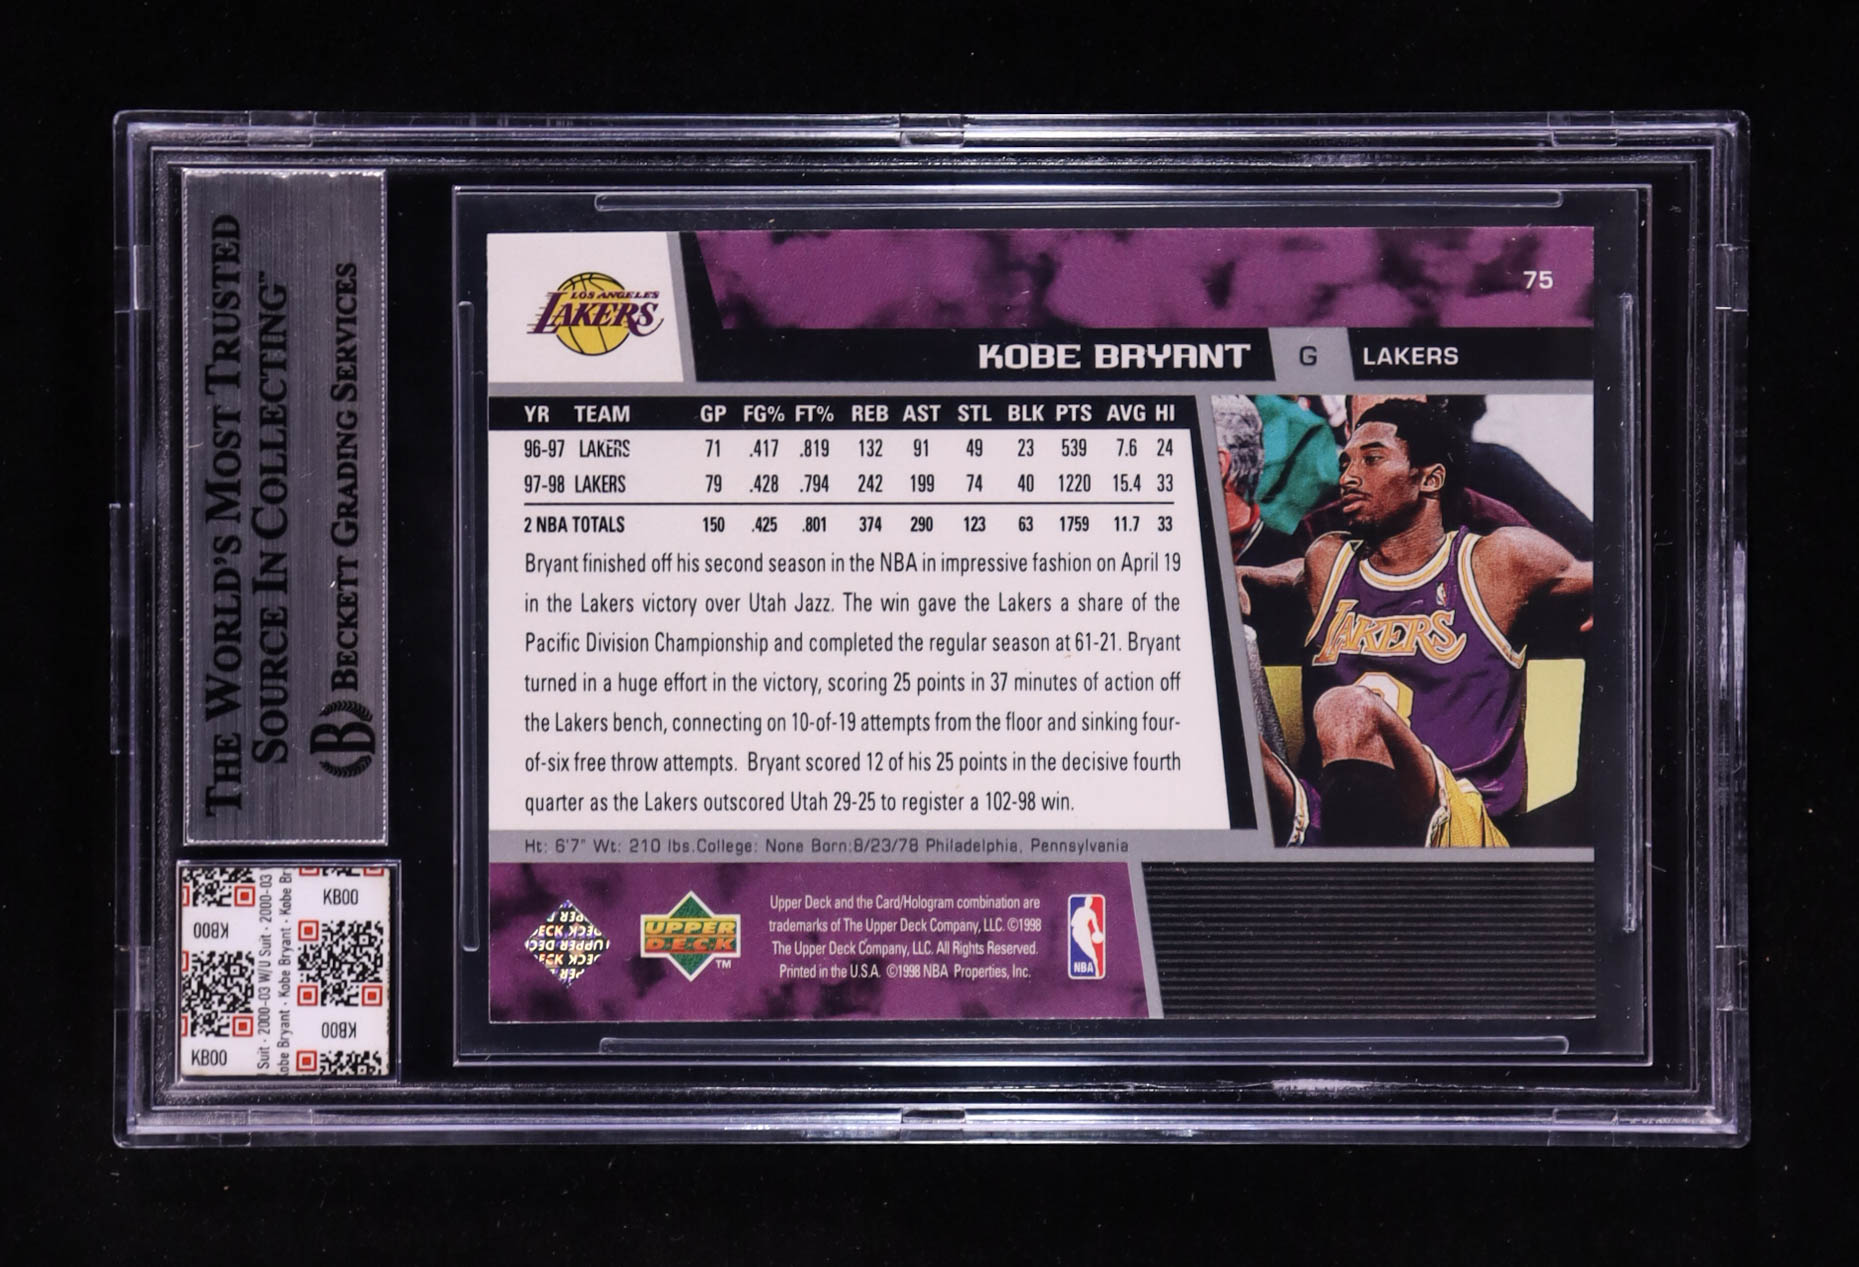 THE WORLD'S MOST TRUSTED
SOURCE IN COLLECTING™
BECKETT GRADING SERVICES
B
KB00
KB00
KB00
KB00
2000-03 W/U Suit · 2000-03
Kobe Bryant · Kobe Bry
LOS ANGELES
LAKERS
75
KOBE BRYANT G LAKERS
YR TEAM GP FG% FT% REB AST STL BLK PTS AVG HI
96-97 LAKERS 71 .417 .819 132 91 49 23 539 7.6 24
97-98 LAKERS 79 .428 .794 242 199 74 40 1220 15.4 33
2 NBA TOTALS 150 .425 .801 374 290 123 63 1759 11.7 33
Bryant finished off his second season in the NBA in impressive fashion on April 19
in the Lakers victory over Utah Jazz. The win gave the Lakers a share of the
Pacific Division Championship and completed the regular season at 61-21. Bryant
turned in a huge effort in the victory, scoring 25 points in 37 minutes of action off
the Lakers bench, connecting on 10-of-19 attempts from the floor and sinking four-
of-six free throw attempts. Bryant scored 12 of his 25 points in the decisive fourth
quarter as the Lakers outscored Utah 29-25 to register a 102-98 win.
Ht: 6'7" Wt: 210 lbs. College: None Born: 8/23/78 Philadelphia, Pennsylvania
LAKERS
8
UPPER DECK
UPPER
DECK
™
Upper Deck and the Card/Hologram combination are
trademarks of The Upper Deck Company, LLC. ©1998
The Upper Deck Company, LLC. All Rights Reserved.
Printed in the U.S.A. ©1998 NBA Properties, Inc.
NBA